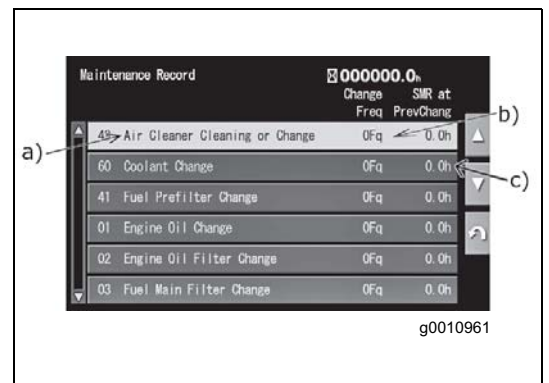 Maintenance Record 000000.0h
Change SMR at
Freq PrevChang
b)
a)
43 Air Cleaner Cleaning or Change 0Fq 0.0h
c)
60 Coolant Change 0Fq 0.0h
41 Fuel Prefilter Change 0Fq 0.0h
01 Engine Oil Change 0Fq 0.0h
02 Engine Oil Filter Change 0Fq 0.0h
03 Fuel Main Filter Change 0Fq 0.0h
g0010961